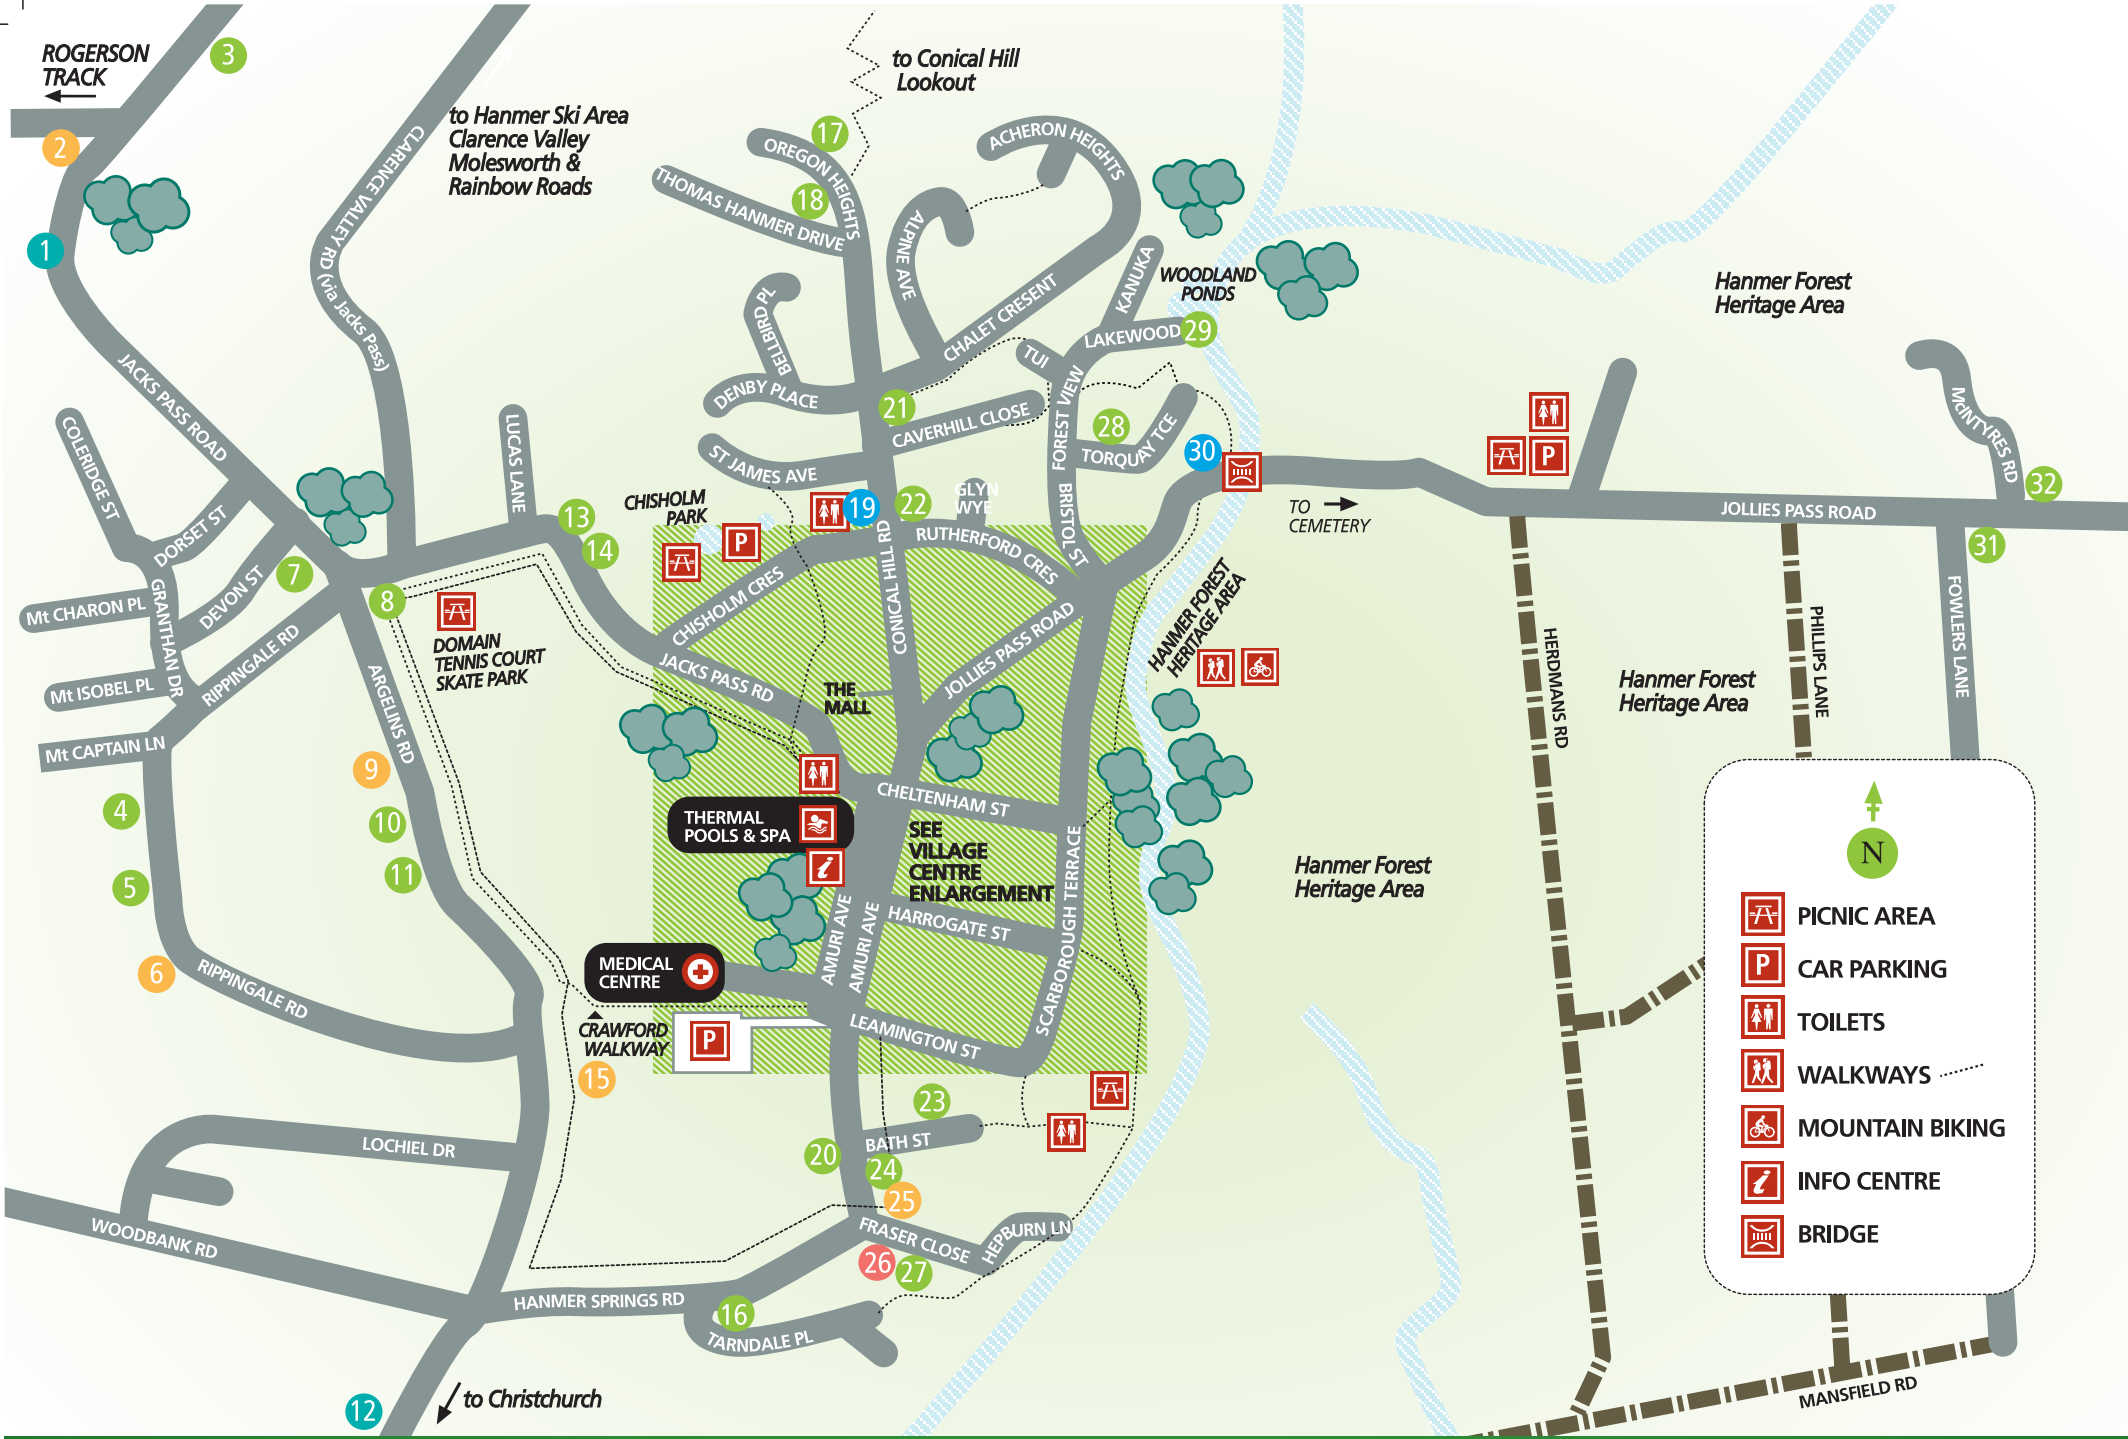 ROGERSON
TRACK
3
2
1
to Hanmer Ski Area
Clarence Valley
Molesworth &
Rainbow Roads
CLARENCE VALLEY RD (via Jacks Pass)
to Conical Hill
Lookout
17
OREGON HEIGHTS
18
THOMAS HANMER DRIVE
ACHERON HEIGHTS
ALPINE AVE
CHALET CRESENT
KANUKA
WOODLAND
PONDS
LAKEWOOD
29
TUI
BELLBIRD PL
DENBY PLACE
21
CAVERHILL CLOSE
FOREST VIEW
28
TORQUAY TCE
30
ST JAMES AVE
JACKS PASS ROAD
COLERIDGE ST
DORSET ST
DEVON ST
7
LUCAS LANE
13
14
CHISHOLM
PARK
P
19
22
GLYN
WYE
BRISTOL ST
RUTHERFORD CRES
CHISHOLM CRES
CONICAL HILL RD
JOLLIES PASS ROAD
TO
CEMETERY
HANMER FOREST
HERITAGE AREA
Hanmer Forest
Heritage Area
P
McINTYRES RD
32
JOLLIES PASS ROAD
31
FOWLERS LANE
PHILLIPS LANE
HERDMANS RD
Hanmer Forest
Heritage Area
Hanmer Forest
Heritage Area
Mt CHARON PL
GRANTHAN DR
Mt ISOBEL PL
RIPPINGALE RD
Mt CAPTAIN LN
8
DOMAIN
TENNIS COURT
SKATE PARK
ARGELINS RD
JACKS PASS RD
THE
MALL
9
10
11
4
5
6
RIPPINGALE RD
CHELTENHAM ST
THERMAL
POOLS & SPA
i
SEE
VILLAGE
CENTRE
ENLARGEMENT
HARROGATE ST
AMURI AVE
AMURI AVE
SCARBOROUGH TERRACE
MEDICAL
CENTRE
CRAWFORD
WALKWAY
15
P
LEAMINGTON ST
23
BATH ST
20
24
25
FRASER CLOSE
HEPBURN LN
26
27
LOCHIEL DR
WOODBANK RD
HANMER SPRINGS RD
16
TARNDALE PL
12
to Christchurch
N
PICNIC AREA
P
CAR PARKING
TOILETS
WALKWAYS
MOUNTAIN BIKING
i
INFO CENTRE
BRIDGE
MANSFIELD RD